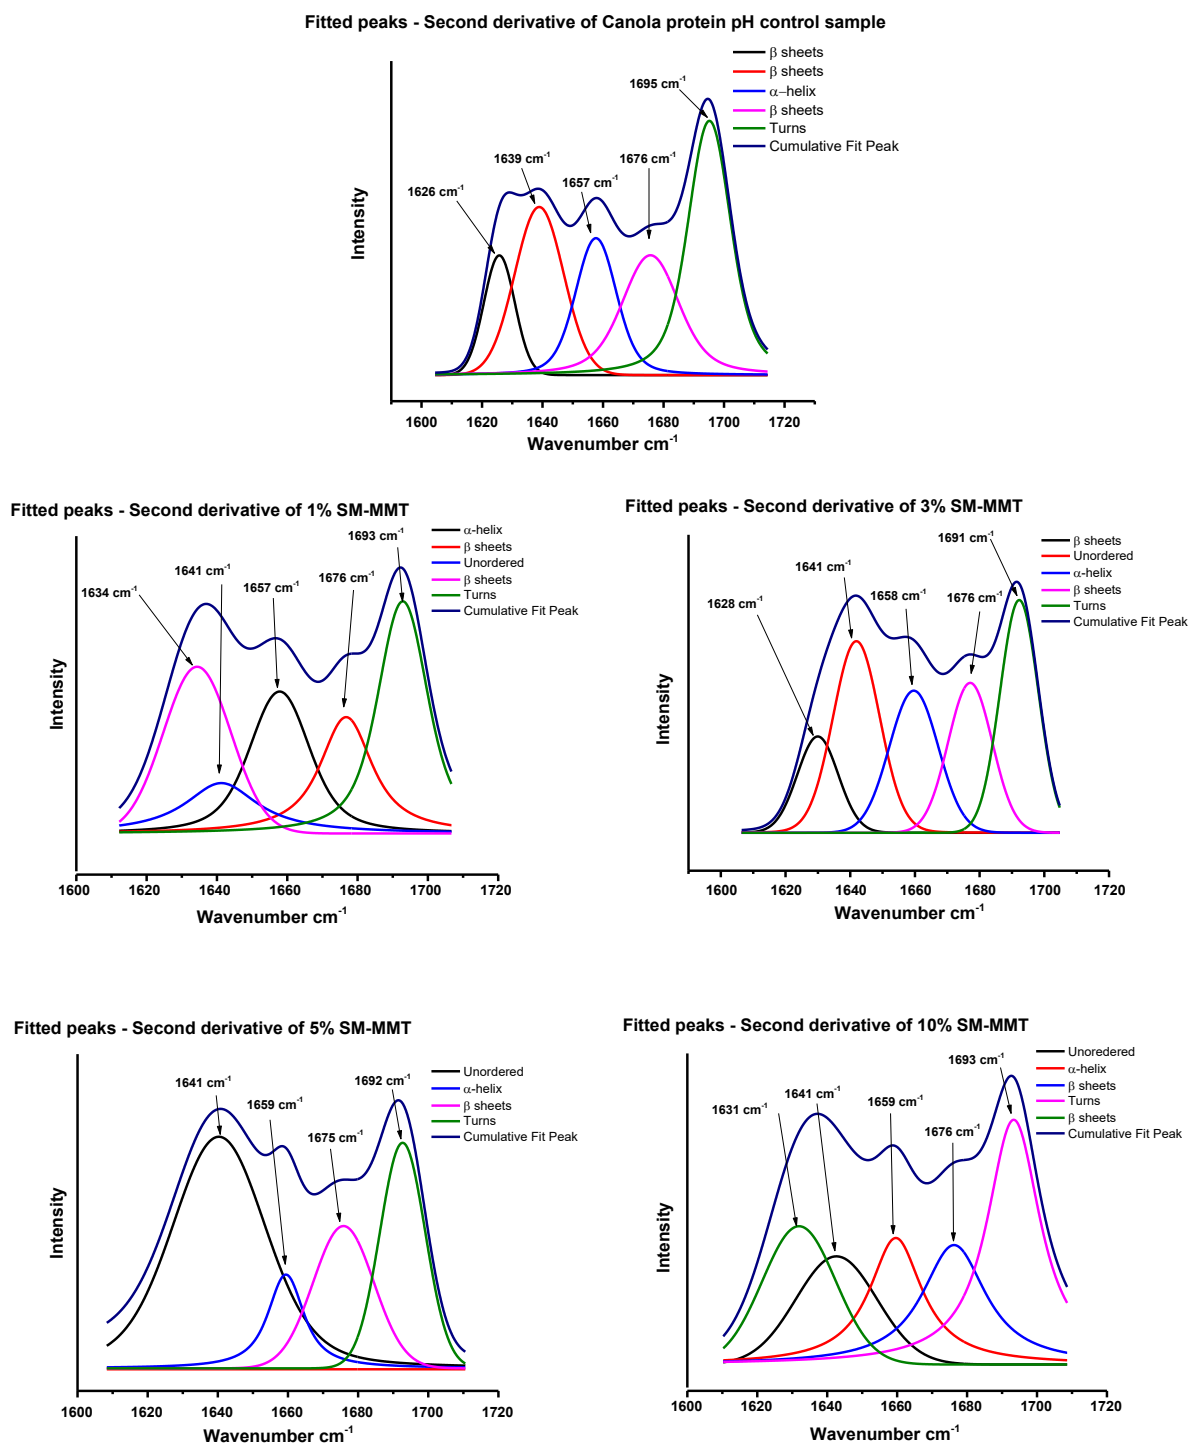 Fitted peaks - Second derivative of Canola protein pH control sample
β sheets
β sheets
α–helix
β sheets
Turns
Cumulative Fit Peak
1695 cm-1
1639 cm-1
1676 cm-1
1657 cm-1
1626 cm-1
Intensity
1600 1620 1640 1660 1680 1700 1720
Wavenumber cm-1
Fitted peaks - Second derivative of 1% SM-MMT
α-helix
β sheets
Unordered
β sheets
Turns
Cumulative Fit Peak
1693 cm-1
1641 cm-1
1676 cm-1
1657 cm-1
1634 cm-1
Intensity
1600 1620 1640 1660 1680 1700 1720
Wavenumber cm-1
Fitted peaks - Second derivative of 3% SM-MMT
β sheets
Unordered
α-helix
β sheets
Turns
Cumulative Fit Peak
1691 cm-1
1641 cm-1
1658 cm-1
1676 cm-1
1628 cm-1
Intensity
1600 1620 1640 1660 1680 1700 1720
Wavenumber cm-1
Fitted peaks - Second derivative of 5% SM-MMT
Unordered
α-helix
β sheets
Turns
Cumulative Fit Peak
1641 cm-1
1692 cm-1
1659 cm-1
1675 cm-1
Intensity
1600 1620 1640 1660 1680 1700 1720
Wavenumber cm-1
Fitted peaks - Second derivative of 10% SM-MMT
Unoredered
α-helix
β sheets
Turns
β sheets
Cumulative Fit Peak
1693 cm-1
1641 cm-1
1659 cm-1
1631 cm-1
1676 cm-1
Intensity
1600 1620 1640 1660 1680 1700 1720
Wavenumber cm-1